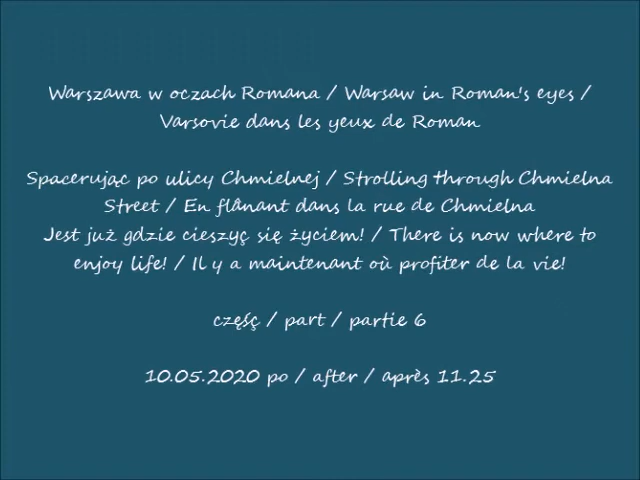 Warszawa w oczach Romana / Warsaw in Roman's eyes /
Varsovie dans les yeux de Roman
Spacerując po ulicy Chmielnej / Strolling through Chmielna
Street / En flânant dans la rue de Chmielna
Jest już gdzie cieszyç się życiem! / There is now where to
enjoy life! / Il y a maintenant où profiter de la vie!
częşç / part / partie 6
10.05.2020 po / after / après 11.25